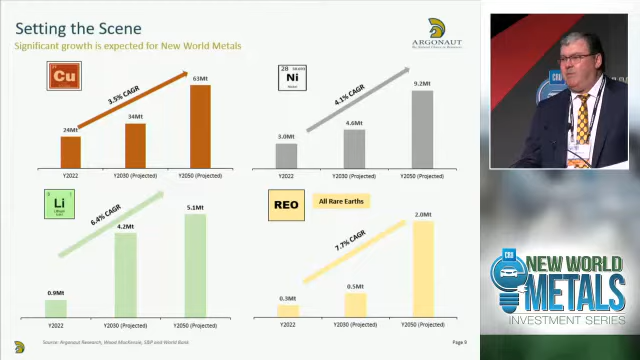 Setting the Scene
Significant growth is expected for New World Metals
ARGONAUT
Cu
3.5% CAGR
24Mt
34Mt
63Mt
Y2022
Y2030 (Projected)
Y2050 (Projected)
28
Ni
4.1% CAGR
3.0Mt
4.6Mt
9.2Mt
Y2022
Y2030 (Projected)
Y2050 (Projected)
Li
6.4% CAGR
0.9Mt
4.2Mt
5.1Mt
Y2022
Y2030 (Projected)
Y2050 (Projected)
REO
All Rare Earths
7.7% CAGR
0.3Mt
0.5Mt
2.0Mt
Y2022
Y2030 (Projected)
Y2050 (Projected)
Source: Argonaut Research, Wood Mackenzie, S&P and World Bank
CRU
NEW WORLD
METALS
INVESTMENT SERIES